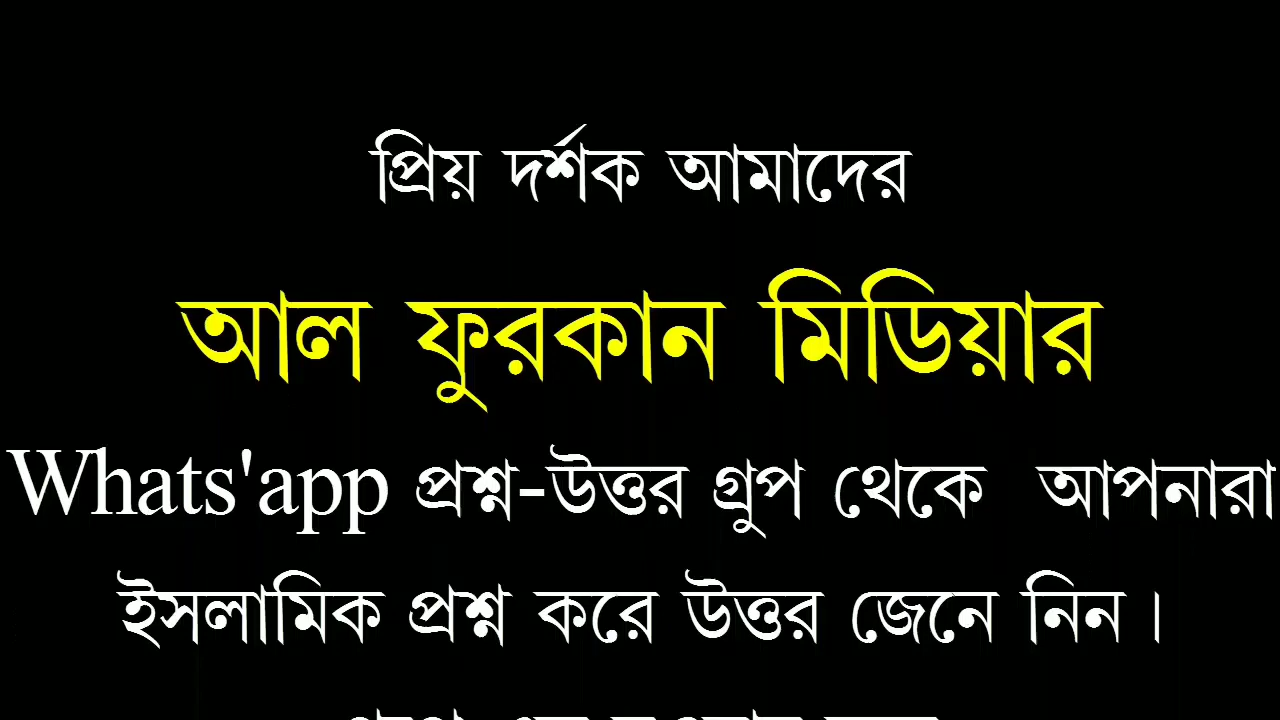 প্রিয় দর্শক আমাদের
আল ফুরকান মিডিয়ার
Whats'app প্রশ্ন-উত্তর গ্রুপ থেকে আপনারা
ইসলামিক প্রশ্ন করে উত্তর জেনে নিন।